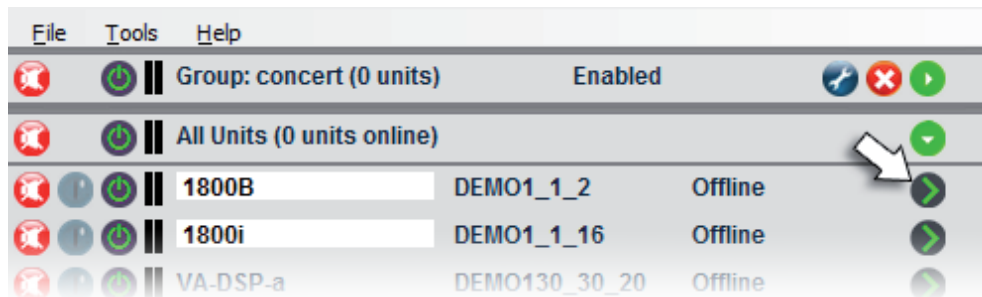 File Tools Help
Group: concert (0 units) Enabled
All Units (0 units online)
1800B DEMO1_1_2 Offline
1800i DEMO1_1_16 Offline
VA-DSP-a DEMO130_30_20 Offline